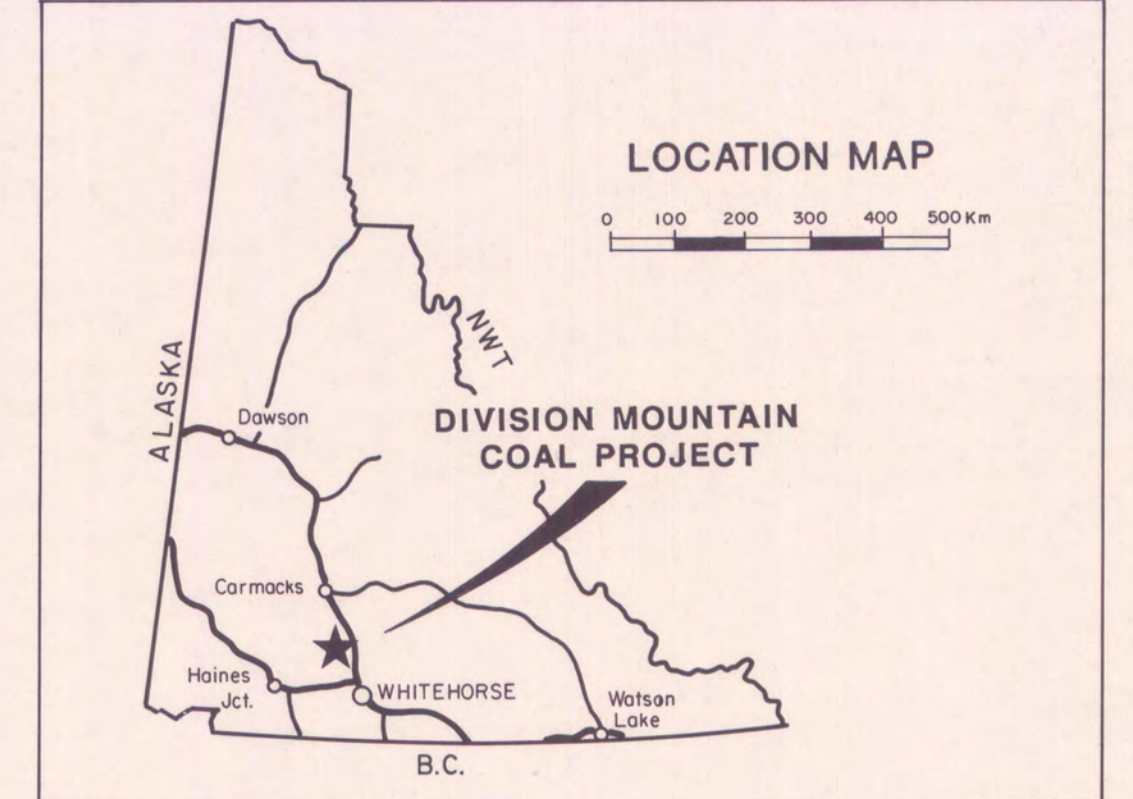 LOCATION MAP
0 100 200 300 400 500 Km
NWT
ALASKA
Dawson
DIVISION MOUNTAIN
COAL PROJECT
Carmacks
Haines
Jct.
WHITEHORSE
Watson
Lake
B.C.